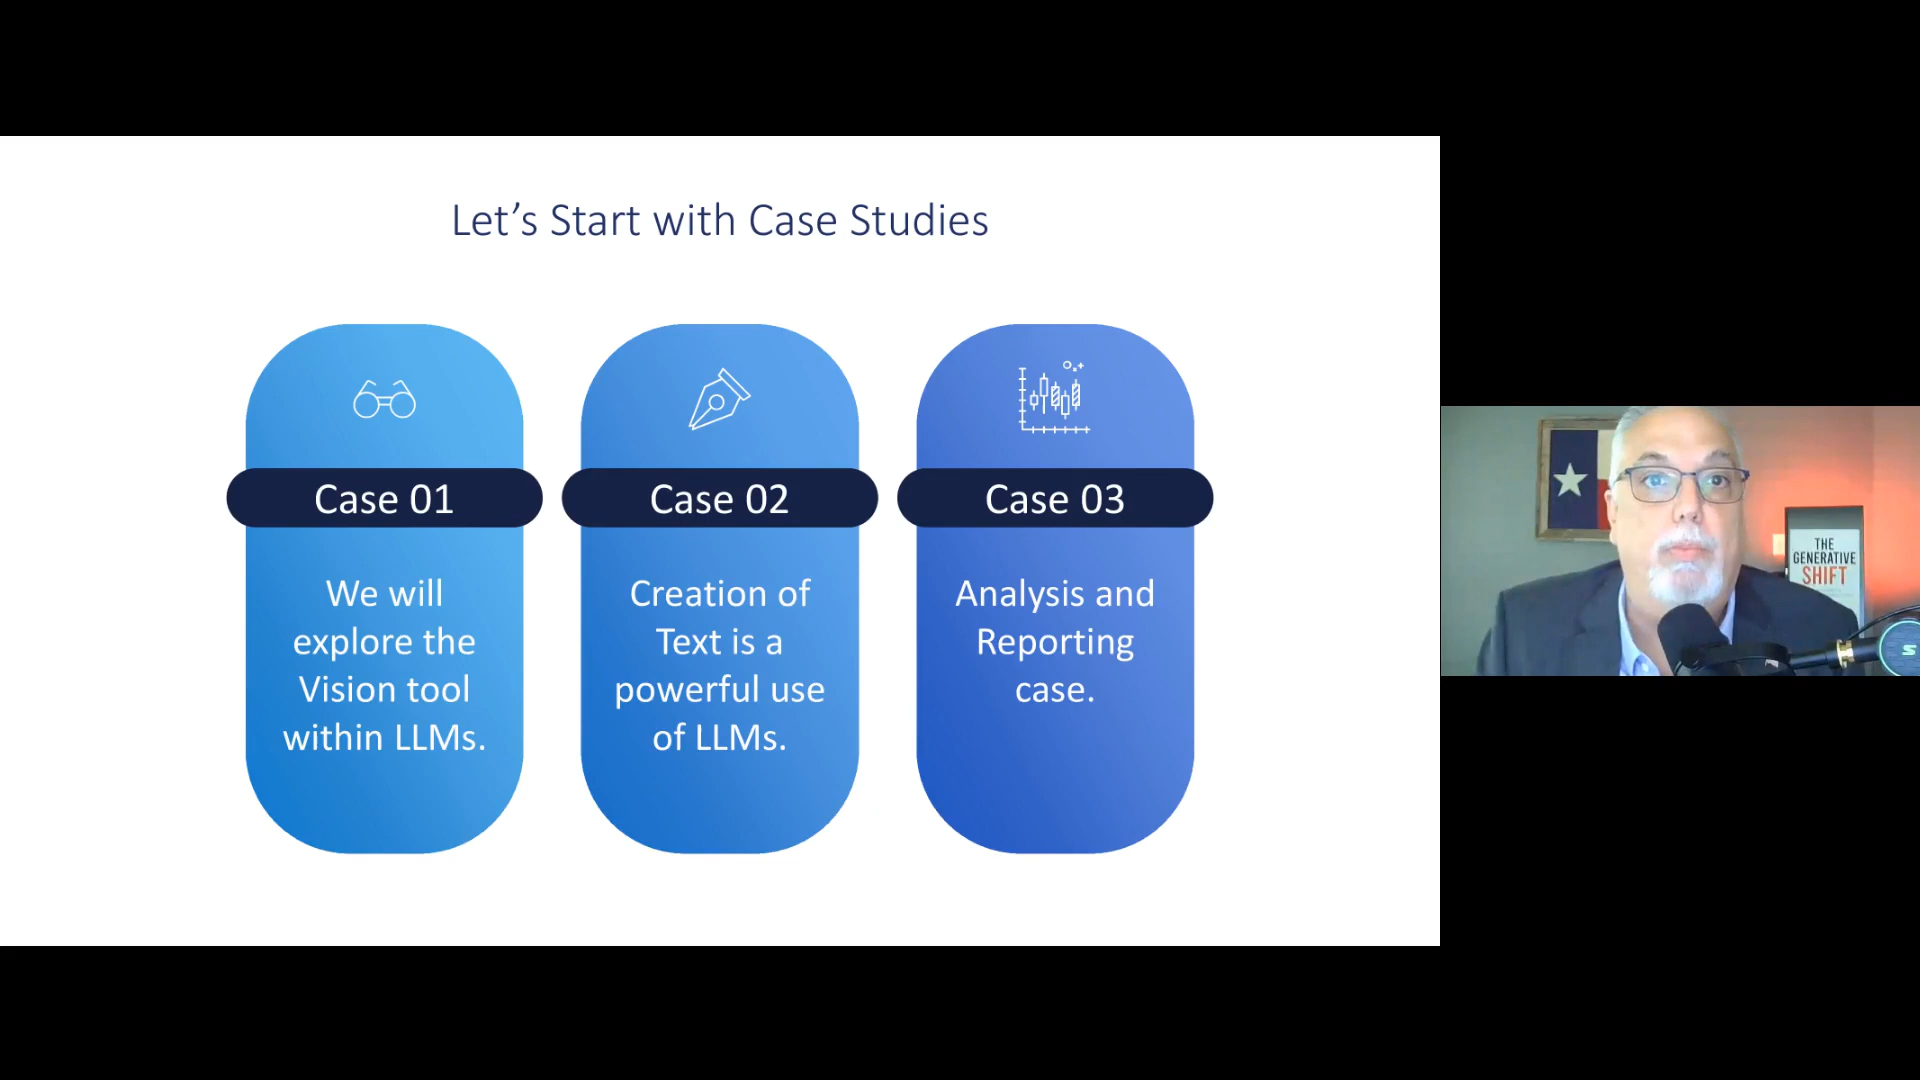 Let’s Start with Case Studies
Case 01
We will
explore the
Vision tool
within LLMs.
Case 02
Creation of
Text is a
powerful use
of LLMs.
Case 03
Analysis and
Reporting
case.
THE
GENERATIVE
SHIFT